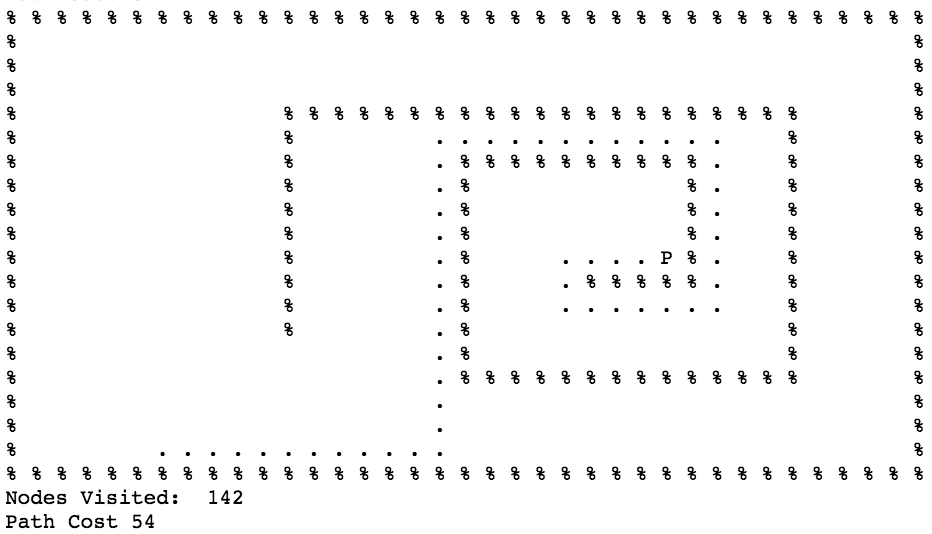 % % % % % % % % % % % % % % % % % % % % % % % % % % % % % % % % % % % % %
%                                                                       %
%                                                                       %
%                                                                       %
%                     % % % % % % % % % % % % % % % % % % % % %         %
%                     %           . . . . . . . . . . . .     %         %
%                     %           . % % % % % % % % % % .     %         %
%                     %           . %                 % .     %         %
%                     %           . %                 % .     %         %
%                     %           . %                 % .     %         %
%                     %           . %       . . . . P % .     %         %
%                     %           . %       . % % % % % .     %         %
%                     %           . %       . . . . . . .     %         %
%                     %           . %                         %         %
%                                 . %                         %         %
%                                 . % % % % % % % % % % % % % %         %
%                                 .                                     %
%                                 .                                     %
%           . . . . . . . . . . . .                                     %
% % % % % % % % % % % % % % % % % % % % % % % % % % % % % % % % % % % % %
Nodes Visited:  142
Path Cost 54